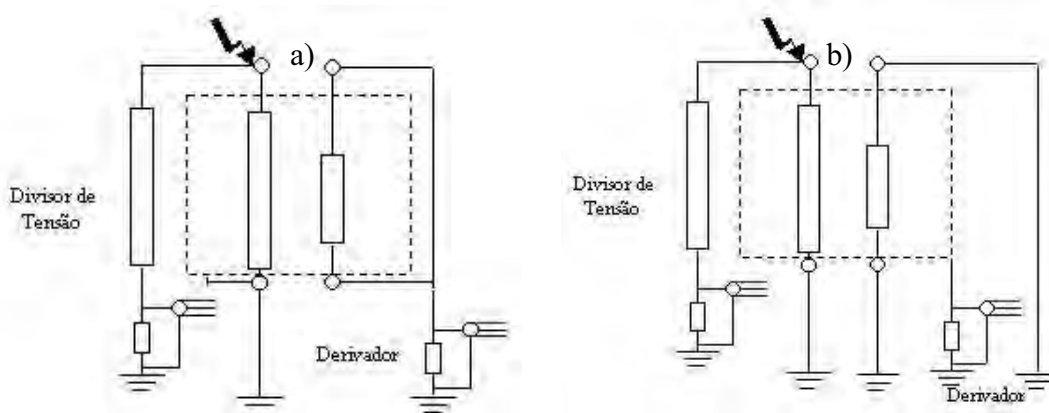 a)
Divisor de
Tensão
Derivador
b)
Divisor de
Tensão
Derivador